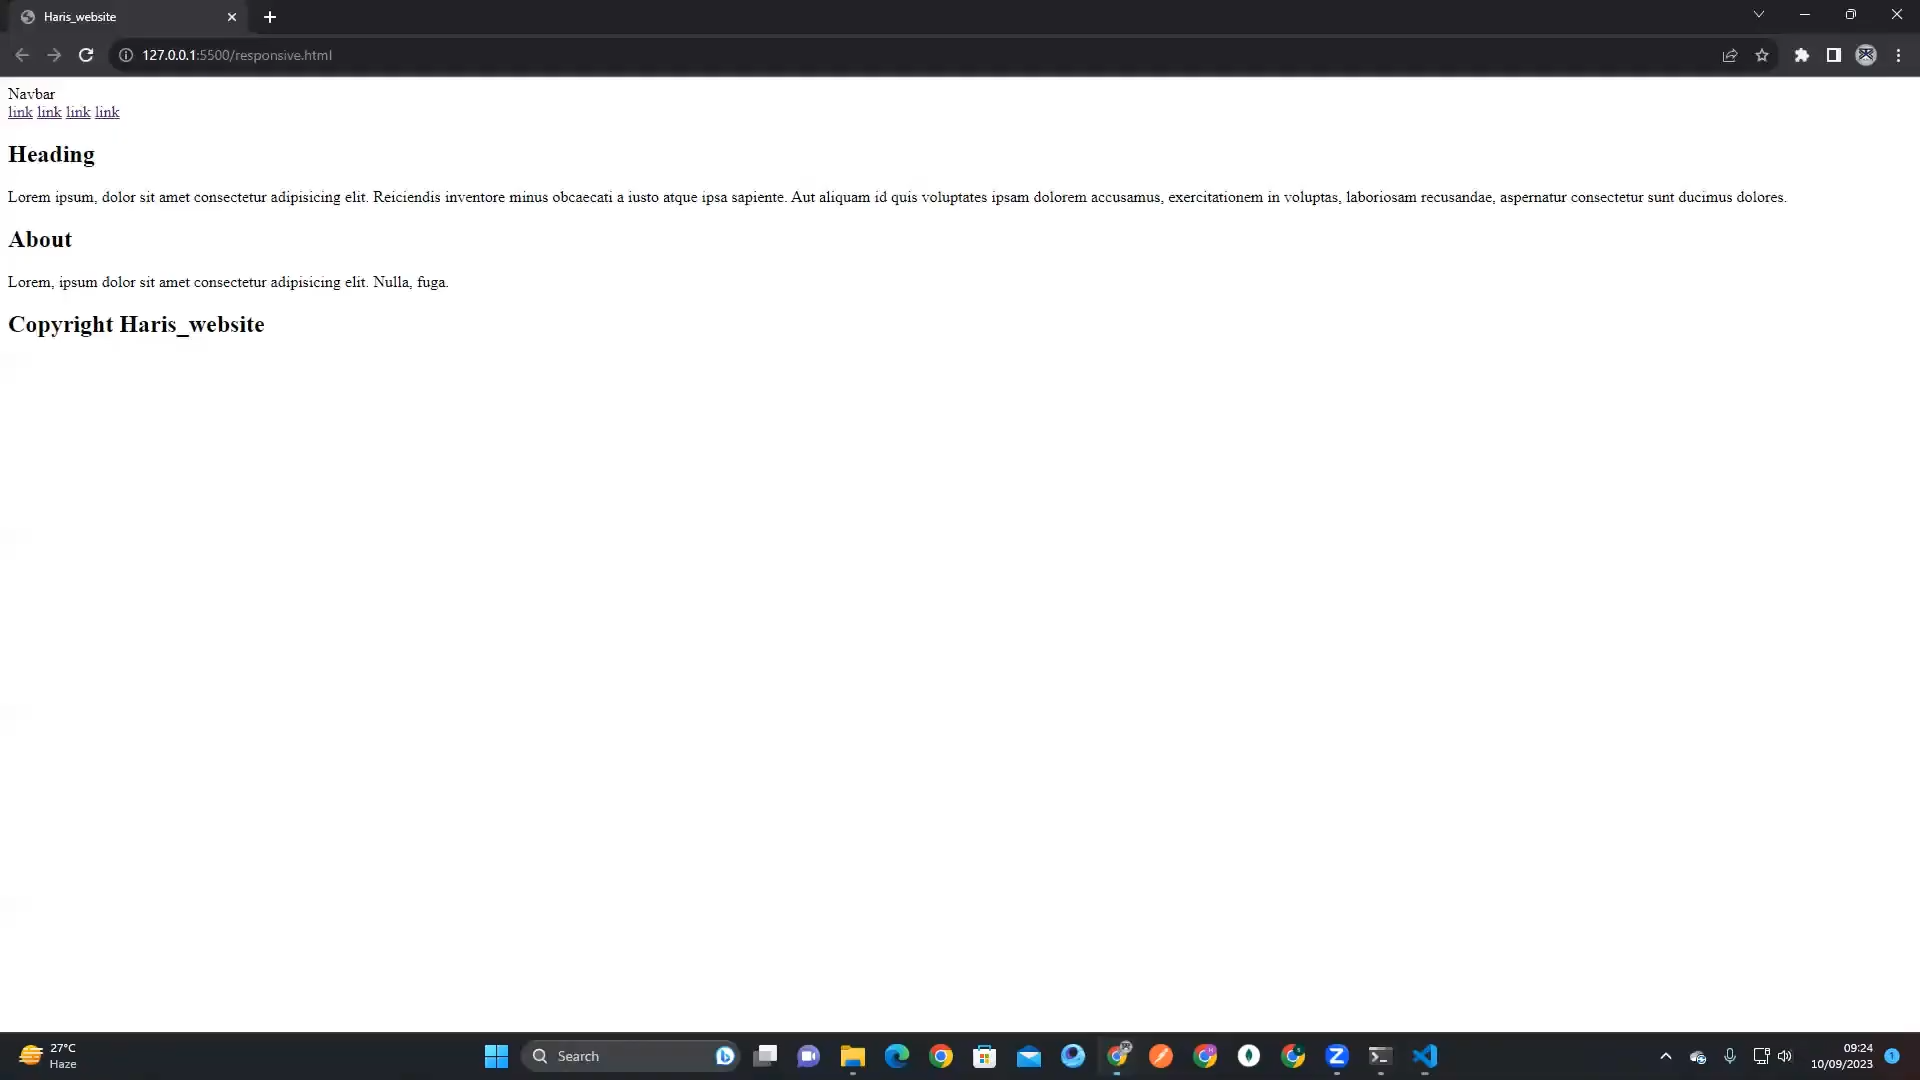 Haris_website
127.0.0.1:5500/responsive.html
Navbar
link link link link
Heading
Lorem ipsum, dolor sit amet consectetur adipisicing elit. Reiciendis inventore minus obcaecati a iusto atque ipsa sapiente. Aut aliquam id quis voluptates ipsam dolorem accusamus, exercitationem in voluptas, laboriosam recusandae, aspernatur consectetur sunt ducimus dolores.
About
Lorem, ipsum dolor sit amet consectetur adipisicing elit. Nulla, fuga.
Copyright Haris_website
27°C
Haze
Search
09:24
10/09/2023
1